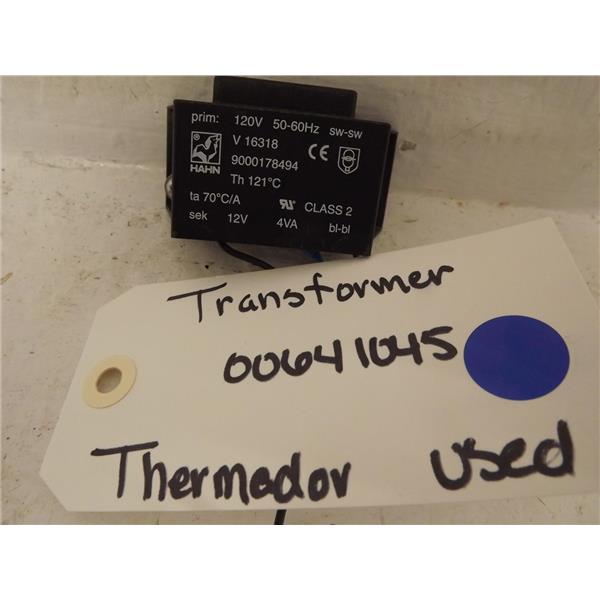 prim: 120V 50-60Hz sw-sw
V 16318
CE
9000178494
HAHN
Th 121°C
ta 70°C/A
CLASS 2
sek 12V 4VA bl-bl
Transformer
00641045
Thermador used